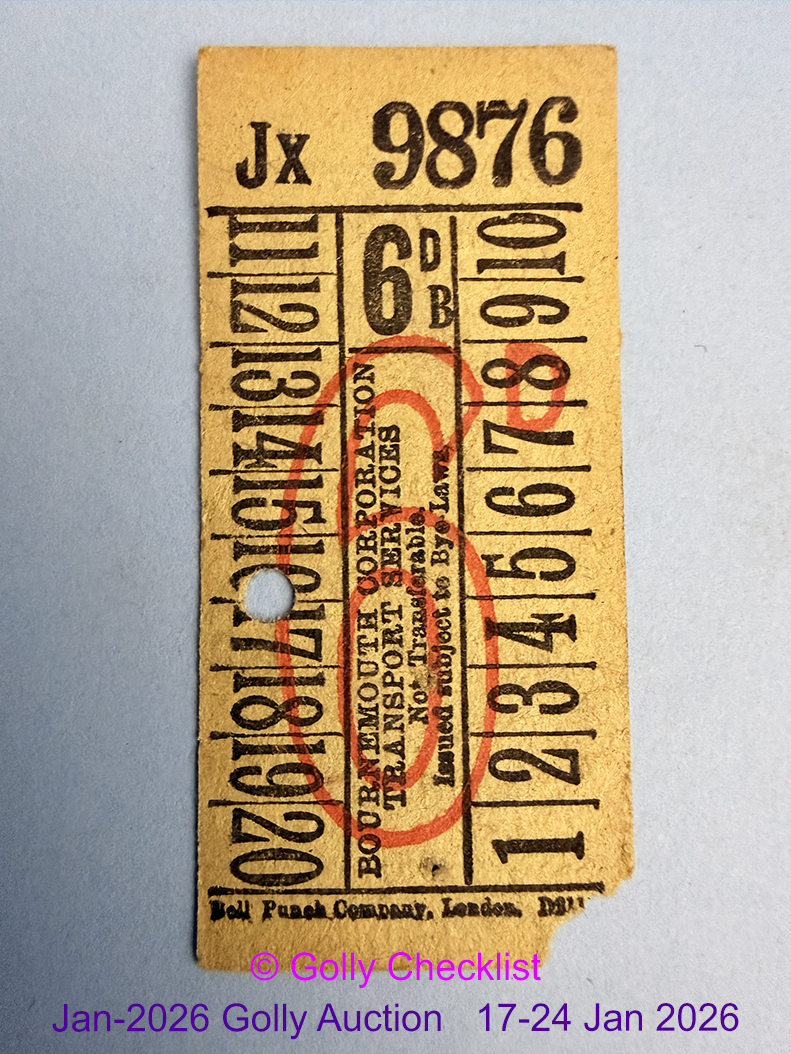 Jx 9876
6D
B
11
12
13
14
15
16
17
18
19
20
BOURNEMOUTH CORPORATION
TRANSPORT SERVICES
Not Transferable.
Issued subject to Bye-Laws
10
9
8
7
6
5
4
3
2
1
6D
Bell Punch Company, London.
© Golly Checklist
Jan-2026 Golly Auction 17-24 Jan 2026